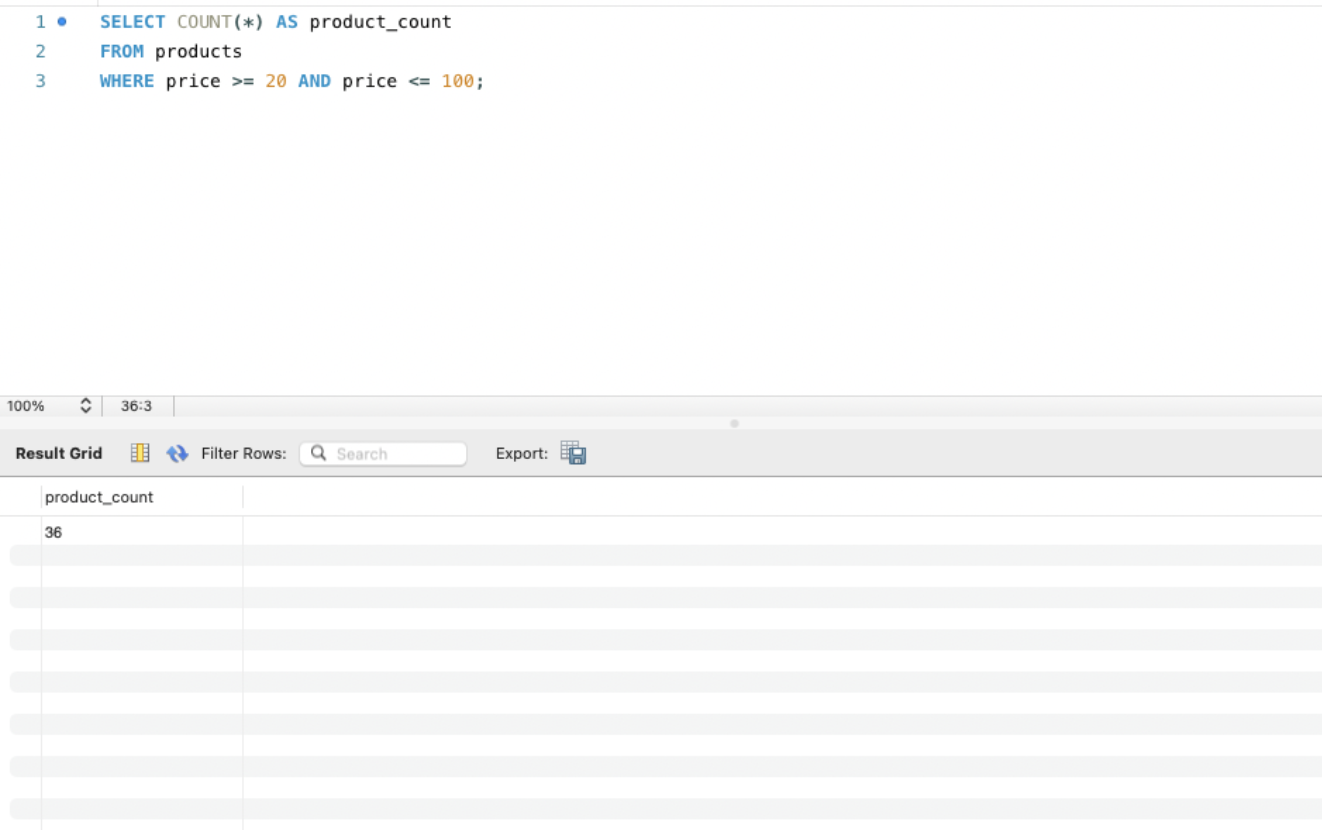 1 SELECT COUNT(*) AS product_count
2 FROM products
3 WHERE price >= 20 AND price <= 100;
100% 36:3
Result Grid Filter Rows: Search Export:
product_count
36